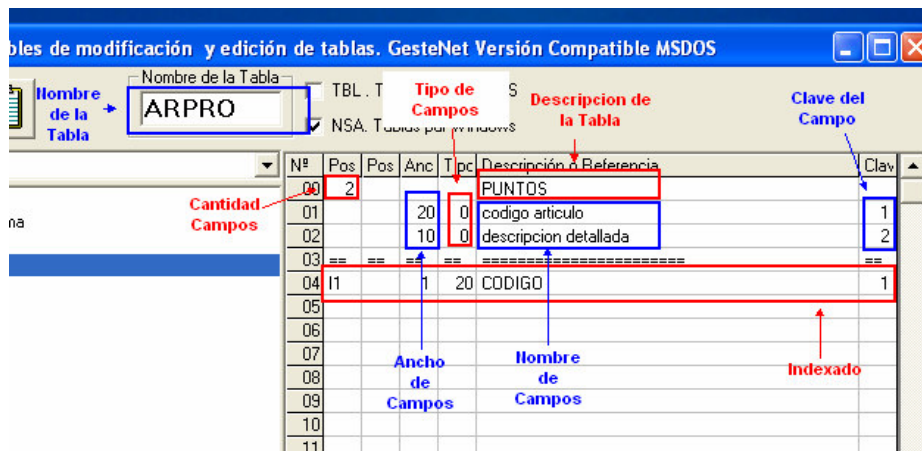 bles de modificación y edición de tablas. GesteNet Versión Compatible MSDOS
Nombre de la Tabla
Nombre de la Tabla
ARPRO
TBL . T
S
NSA. Tablas par Windows
Tipo de Campos
Descripcion de la Tabla
Clave del Campo
Nº Pos Pos Anc Tipc Descripción o Referencia Clav
00 2 PUNTOS
Cantidad Campos
01 20 0 codigo articulo 1
ma
02 10 0 descripcion detallada 2
03 == == == == ======================= ==
04 I1 1 20 CODIGO 1
05
06
07
08
09
10
11
Ancho de Campos
Nombre de Campos
Indexado